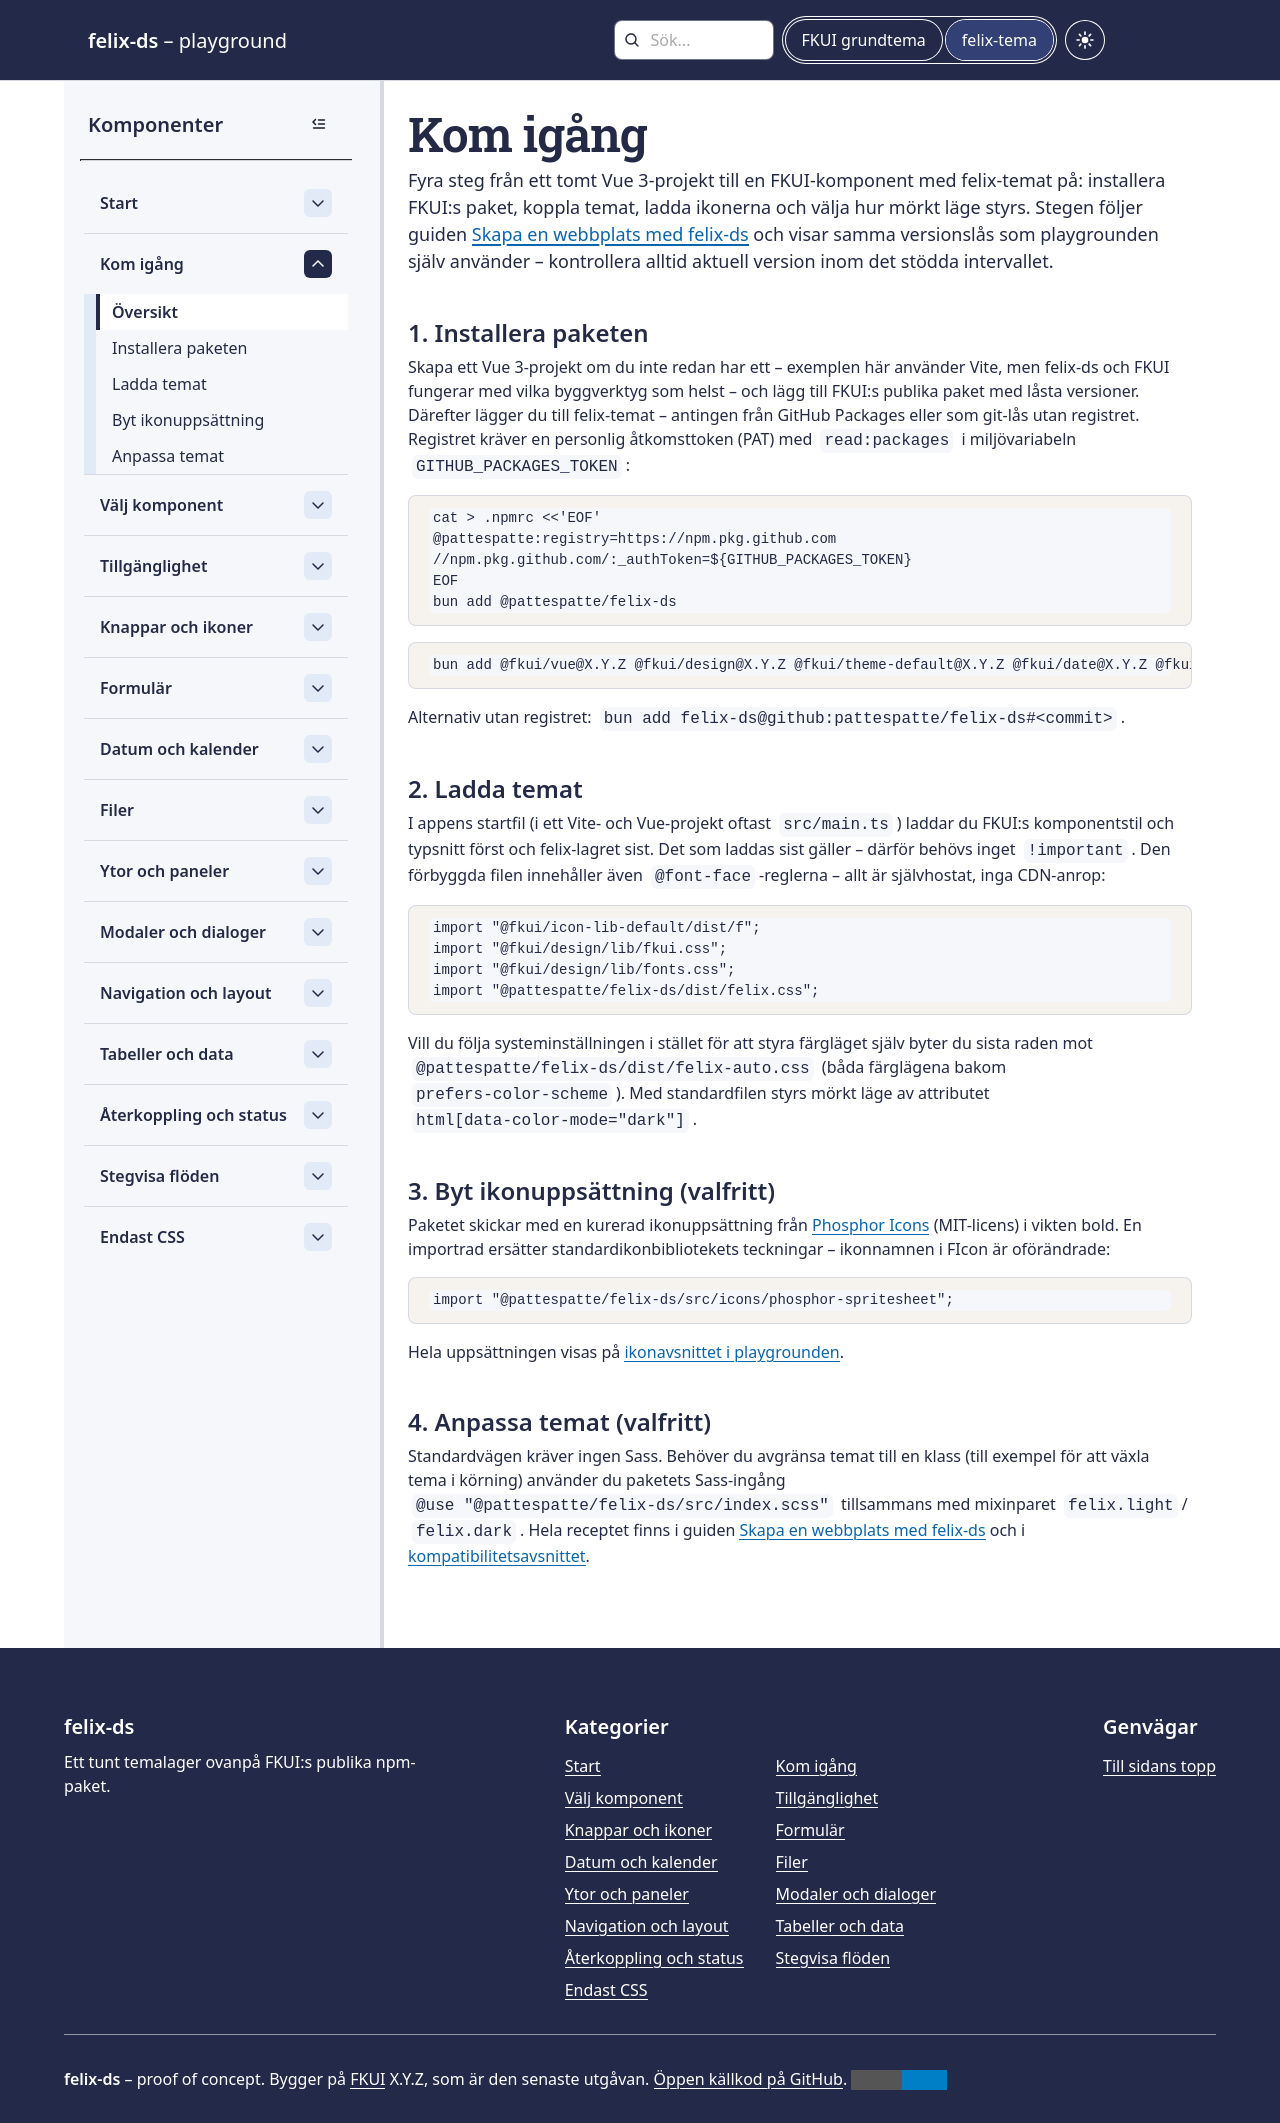 felix-ds – playground
Sök...
FKUI grundtema
felix-tema
Komponenter
Start
Kom igång
Översikt
Installera paketen
Ladda temat
Byt ikonuppsättning
Anpassa temat
Välj komponent
Tillgänglighet
Knappar och ikoner
Formulär
Datum och kalender
Filer
Ytor och paneler
Modaler och dialoger
Navigation och layout
Tabeller och data
Återkoppling och status
Stegvisa flöden
Endast CSS
Kom igång
Fyra steg från ett tomt Vue 3-projekt till en FKUI-komponent med felix-temat på: installera
FKUI:s paket, koppla temat, ladda ikonerna och välja hur mörkt läge styrs. Stegen följer
guiden Skapa en webbplats med felix-ds och visar samma versionslås som playgrounden
själv använder – kontrollera alltid aktuell version inom det stödda intervallet.
1. Installera paketen
Skapa ett Vue 3-projekt om du inte redan har ett – exemplen här använder Vite, men felix-ds och FKUI
fungerar med vilka byggverktyg som helst – och lägg till FKUI:s publika paket med låsta versioner.
Därefter lägger du till felix-temat – antingen från GitHub Packages eller som git-lås utan registret.
Registret kräver en personlig åtkomsttoken (PAT) med read:packages i miljövariabeln
GITHUB_PACKAGES_TOKEN :
cat > .npmrc <<'EOF'
@pattespatte:registry=https://npm.pkg.github.com
//npm.pkg.github.com/:_authToken=${GITHUB_PACKAGES_TOKEN}
EOF
bun add @pattespatte/felix-ds
bun add @fkui/vue@X.Y.Z @fkui/design@X.Y.Z @fkui/theme-default@X.Y.Z @fkui/date@X.Y.Z @fkui
Alternativ utan registret: bun add felix-ds@github:pattespatte/felix-ds#<commit> .
2. Ladda temat
I appens startfil (i ett Vite- och Vue-projekt oftast src/main.ts ) laddar du FKUI:s komponentstil och
typsnitt först och felix-lagret sist. Det som laddas sist gäller – därför behövs inget !important . Den
förbyggda filen innehåller även @font-face -reglerna – allt är självhostat, inga CDN-anrop:
import "@fkui/icon-lib-default/dist/f";
import "@fkui/design/lib/fkui.css";
import "@fkui/design/lib/fonts.css";
import "@pattespatte/felix-ds/dist/felix.css";
Vill du följa systeminställningen i stället för att styra färgläget själv byter du sista raden mot
@pattespatte/felix-ds/dist/felix-auto.css (båda färglägena bakom
prefers-color-scheme ). Med standardfilen styrs mörkt läge av attributet
html[data-color-mode="dark"] .
3. Byt ikonuppsättning (valfritt)
Paketet skickar med en kurerad ikonuppsättning från Phosphor Icons (MIT-licens) i vikten bold. En
importrad ersätter standardikonbibliotekets teckningar – ikonnamnen i FIcon är oförändrade:
import "@pattespatte/felix-ds/src/icons/phosphor-spritesheet";
Hela uppsättningen visas på ikonavsnittet i playgrounden.
4. Anpassa temat (valfritt)
Standardvägen kräver ingen Sass. Behöver du avgränsa temat till en klass (till exempel för att växla
tema i körning) använder du paketets Sass-ingång
@use "@pattespatte/felix-ds/src/index.scss" tillsammans med mixinparet felix.light /
felix.dark . Hela receptet finns i guiden Skapa en webbplats med felix-ds och i
kompatibilitetsavsnittet.
felix-ds
Ett tunt temalager ovanpå FKUI:s publika npm-
paket.
Kategorier
Start
Kom igång
Välj komponent
Tillgänglighet
Knappar och ikoner
Formulär
Datum och kalender
Filer
Ytor och paneler
Modaler och dialoger
Navigation och layout
Tabeller och data
Återkoppling och status
Stegvisa flöden
Endast CSS
Genvägar
Till sidans topp
felix-ds – proof of concept. Bygger på FKUI X.Y.Z, som är den senaste utgåvan. Öppen källkod på GitHub.